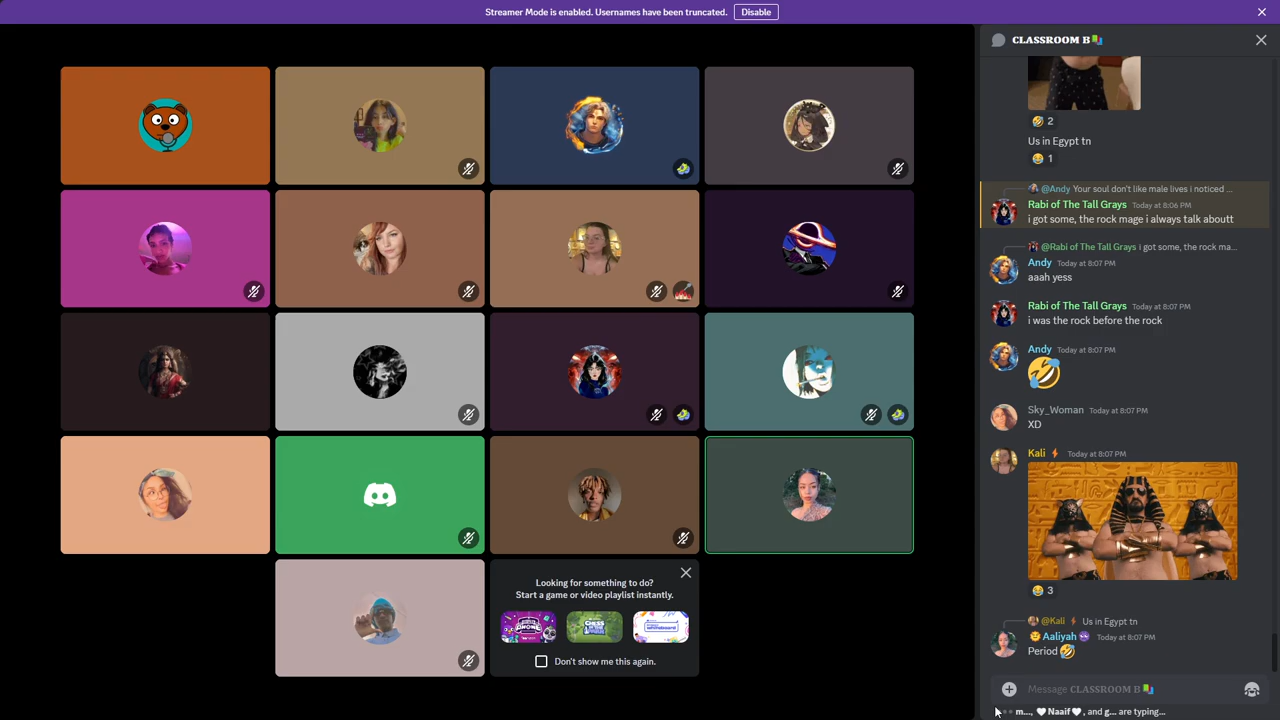 Streamer Mode is enabled. Usernames have been truncated. Disable
CLASSROOM B
2
Us in Egypt tn
1
@Andy Your soul don't like male lives i noticed ...
Rabi of The Tall Grays Today at 8:06 PM
i got some, the rock mage i always talk aboutt
@Rabi of The Tall Grays i got some, the rock ma...
Andy Today at 8:07 PM
aaah yess
Rabi of The Tall Grays Today at 8:07 PM
i was the rock before the rock
Andy Today at 8:07 PM
Sky_Woman Today at 8:07 PM
XD
Kali Today at 8:07 PM
3
@Kali Us in Egypt tn
Aaliyah Today at 8:07 PM
Period
Looking for something to do?
Start a game or video playlist instantly.
Don't show me this again.
Message CLASSROOM B
m..., Naaif, and g... are typing...